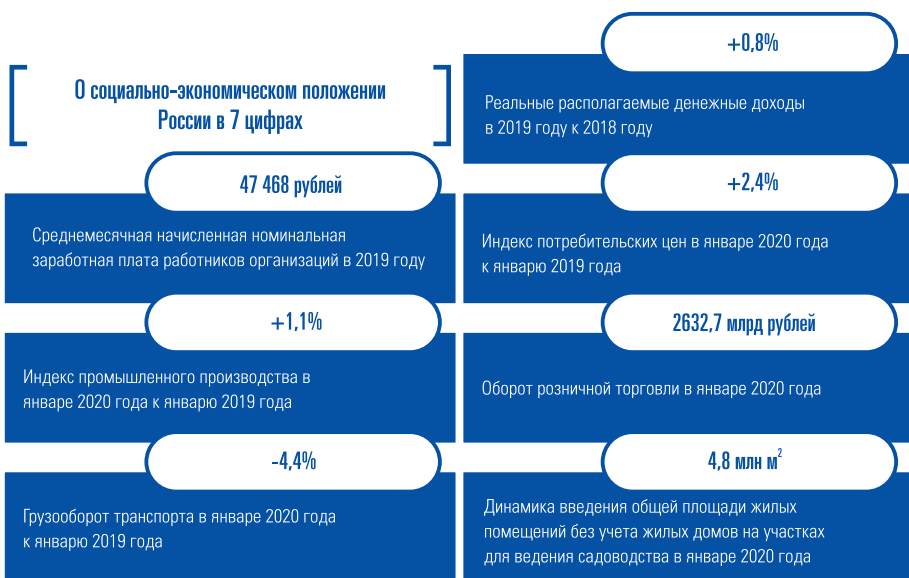 О социально-экономическом положении
России в 7 цифрах
47 468 рублей
Среднемесячная начисленная номинальная
заработная плата работников организаций в 2019 году
+1,1%
Индекс промышленного производства в
январе 2020 года к январю 2019 года
-4,4%
Грузооборот транспорта в январе 2020 года
к январю 2019 года
+0,8%
Реальные располагаемые денежные доходы
в 2019 году к 2018 году
+2,4%
Индекс потребительских цен в январе 2020 года
к январю 2019 года
2632,7 млрд рублей
Оборот розничной торговли в январе 2020 года
4,8 млн м²
Динамика введения общей площади жилых
помещений без учета жилых домов на участках
для ведения садоводства в январе 2020 года